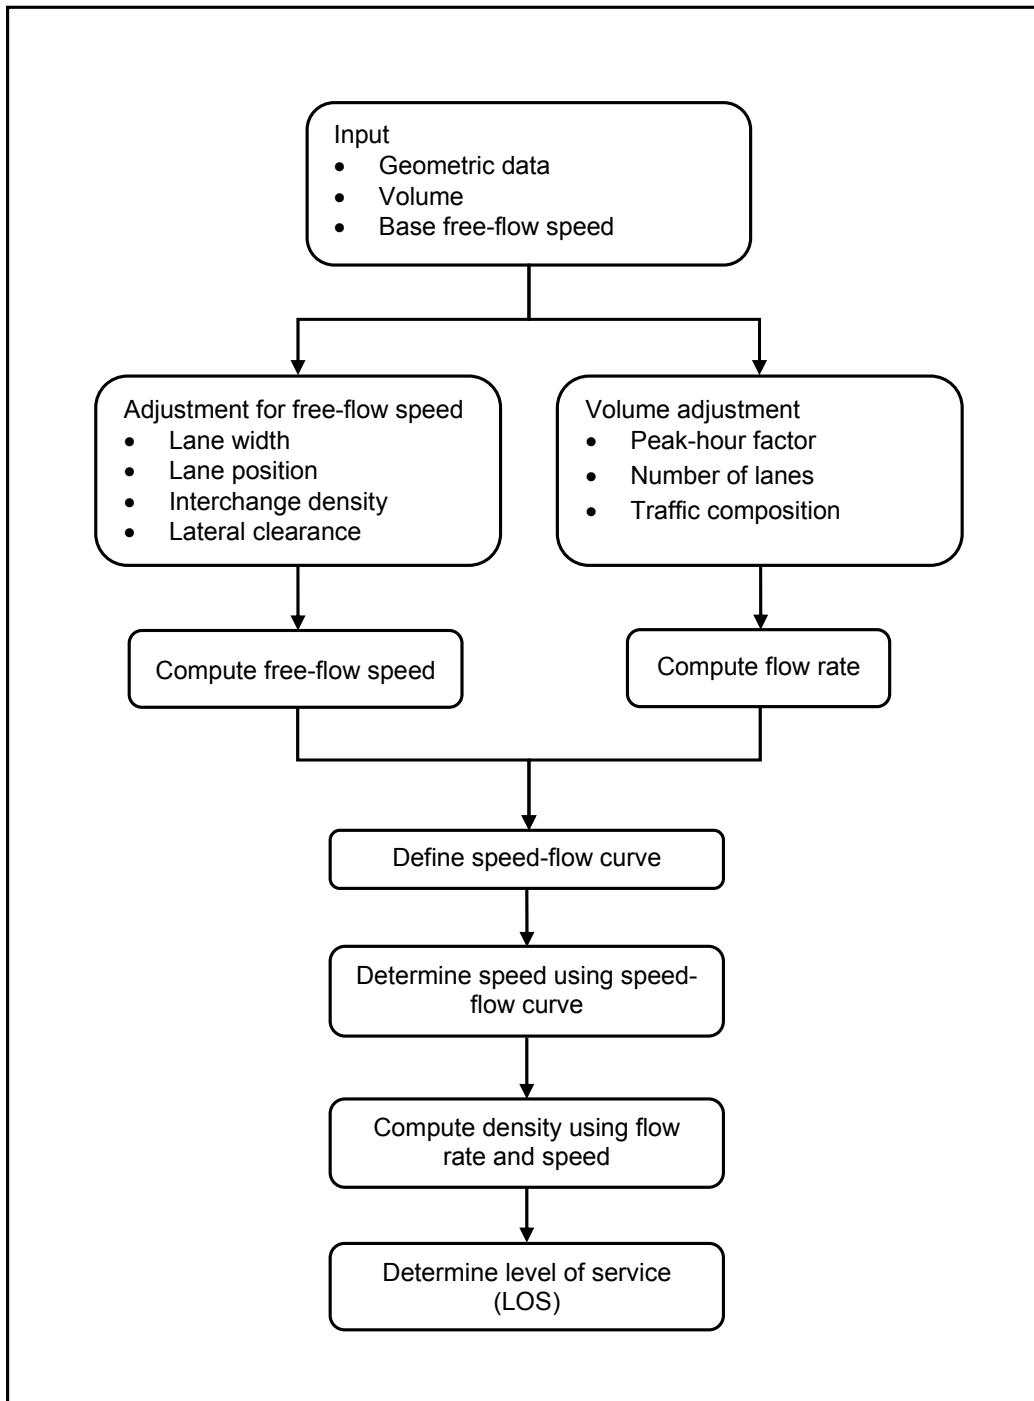 Input
• Geometric data
• Volume
• Base free-flow speed
Adjustment for free-flow speed
• Lane width
• Lane position
• Interchange density
• Lateral clearance
Volume adjustment
• Peak-hour factor
• Number of lanes
• Traffic composition
Compute free-flow speed
Compute flow rate
Define speed-flow curve
Determine speed using speed-
flow curve
Compute density using flow
rate and speed
Determine level of service
(LOS)